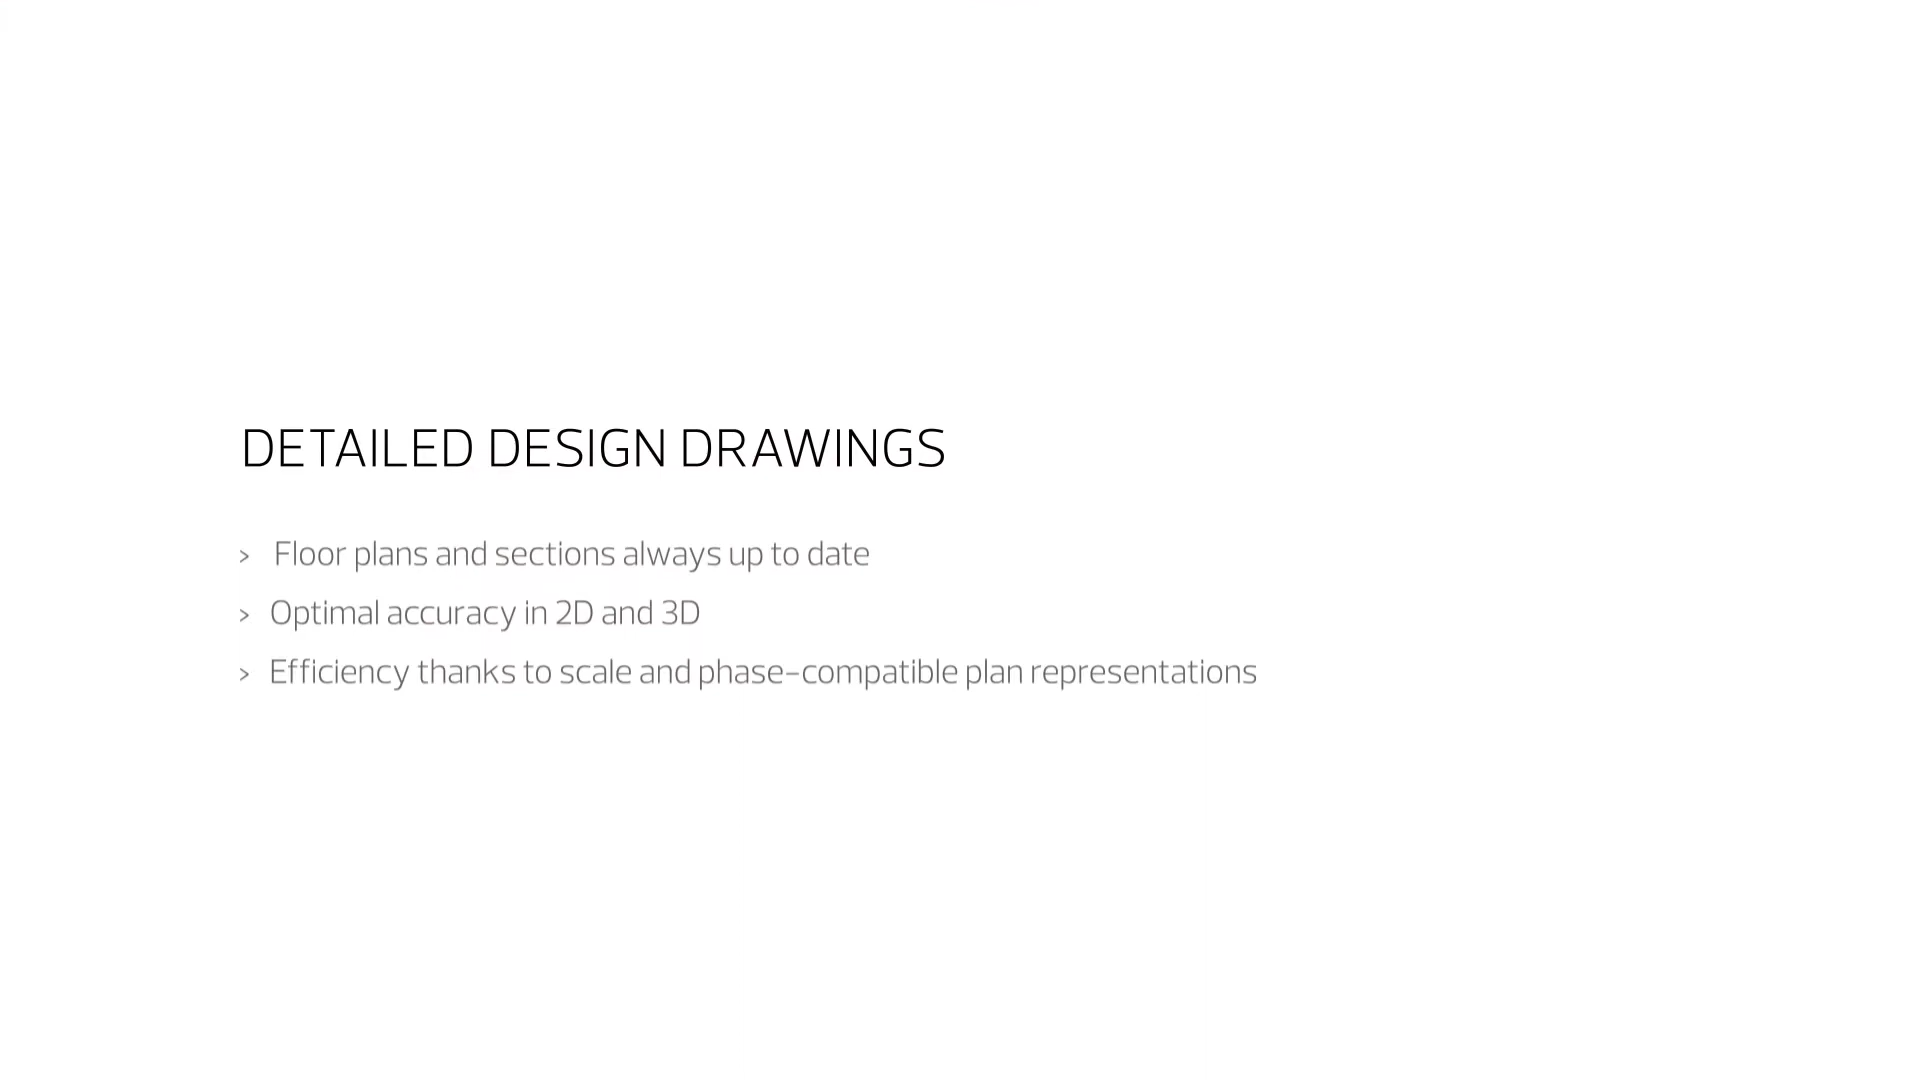 DETAILED DESIGN DRAWINGS
> Floor plans and sections always up to date
> Optimal accuracy in 2D and 3D
> Efficiency thanks to scale and phase-compatible plan representations